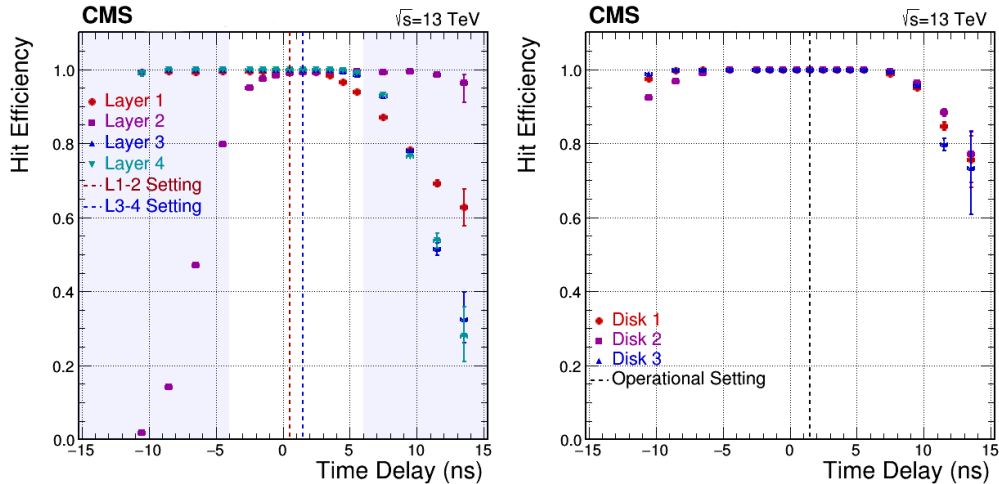 CMS
√s=13 TeV
Hit Efficiency
1.0
0.8
0.6
0.4
0.2
0.0
Layer 1
Layer 2
Layer 3
Layer 4
L1-2 Setting
L3-4 Setting
−15 −10 −5 0 5 10 15
Time Delay (ns)
CMS
√s=13 TeV
Hit Efficiency
1.0
0.8
0.6
0.4
0.2
0.0
Disk 1
Disk 2
Disk 3
Operational Setting
−15 −10 −5 0 5 10 15
Time Delay (ns)